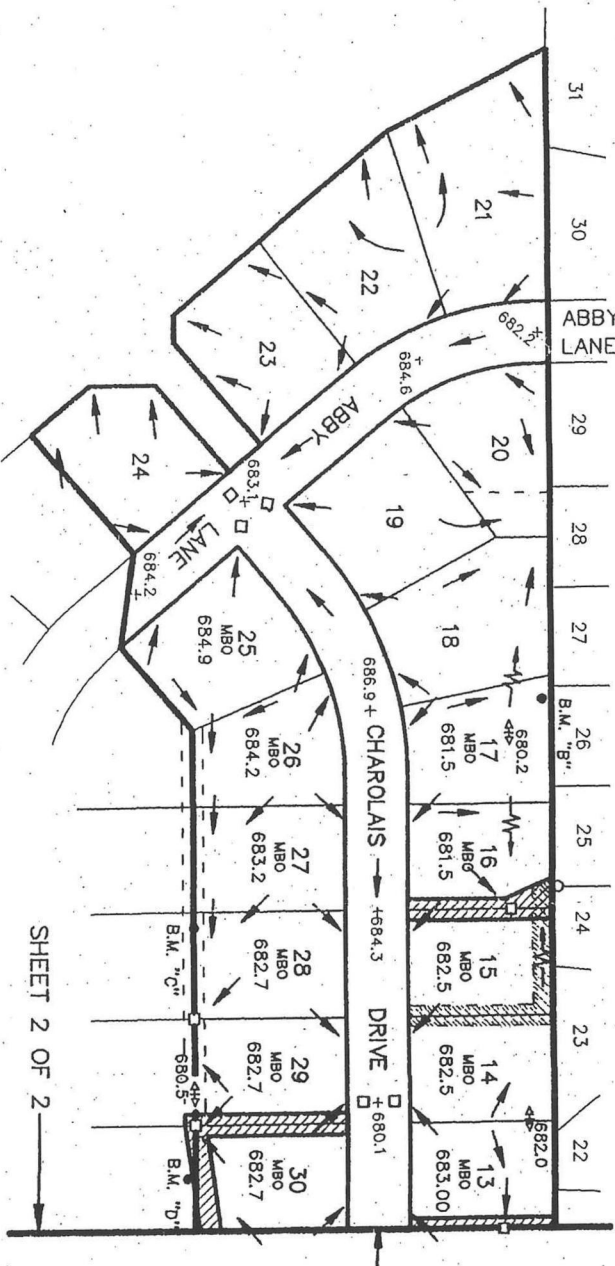 31
30
29
28
27
26
25
24
23
22
ABBY
LANE
682.2
21
22
23
24
684.6
ABBY
683.1
LANE
684.2
20
19
18
17
MBO
681.5
680.2
B.M. "B"
16
MBO
681.5
15
MBO
682.5
14
MBO
682.5
682.0
13
MBO
683.00
686.9
CHAROLAIS
684.3
DRIVE
680.1
25
MBO
684.9
26
MBO
684.2
27
MBO
683.2
28
MBO
682.7
29
MBO
682.7
30
MBO
682.7
B.M. "C"
680.5
B.M. "D"
SHEET 2 OF 2